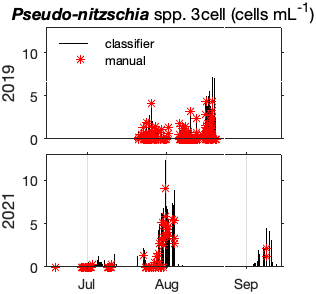 Pseudo-nitzschia spp. 3cell (cells mL⁻¹)
classifier
manual
10
5
0
2019
10
5
0
2021
Jul Aug Sep